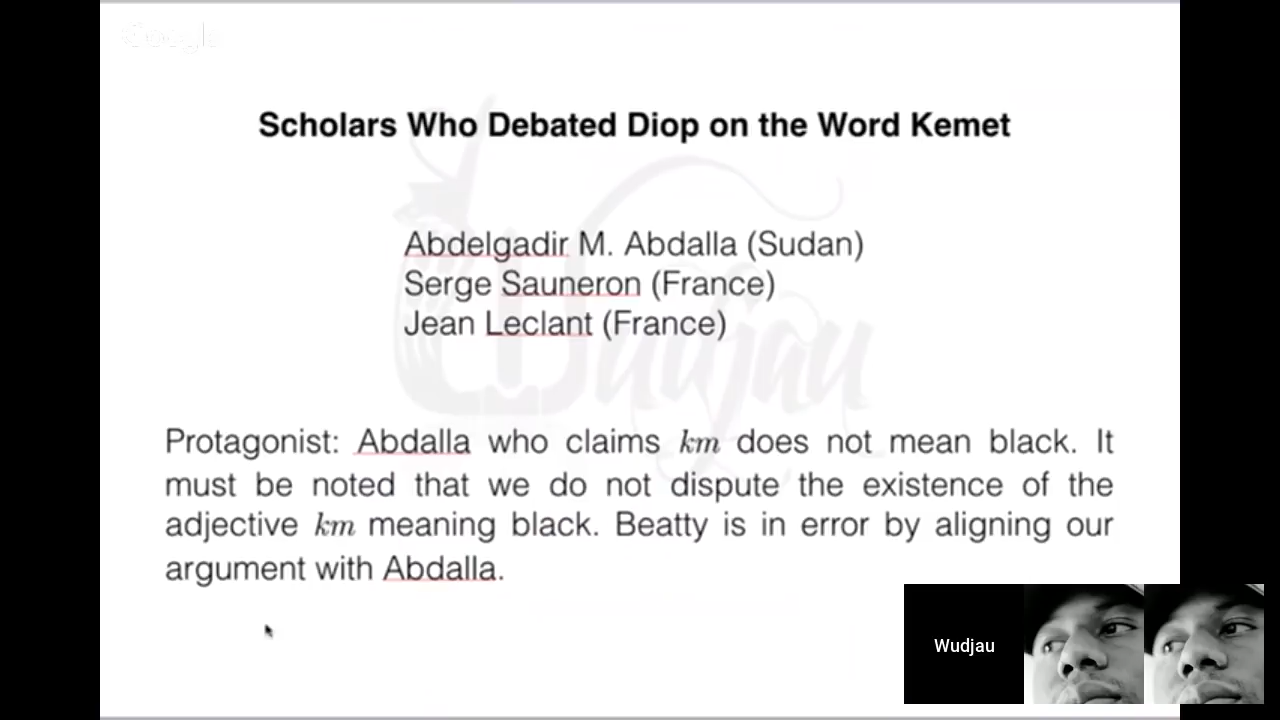 Google
Scholars Who Debated Diop on the Word Kemet
Abdelgadir M. Abdalla (Sudan)
Serge Sauneron (France)
Jean Leclant (France)
Wudjau
Protagonist: Abdalla who claims km does not mean black. It
must be noted that we do not dispute the existence of the
adjective km meaning black. Beatty is in error by aligning our
argument with Abdalla.
Wudjau